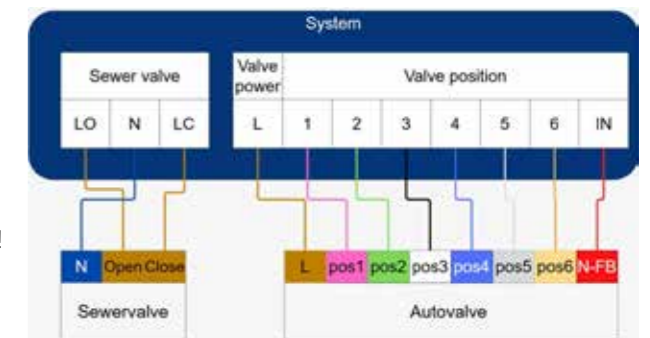 System
Sewer valve
Valve power
Valve position
LO N LC
L 1 2 3 4 5 6 IN
!
N Open Close
L pos1 pos2 pos3 pos4 pos5 pos6 N-FB
Sewervalve
Autovalve